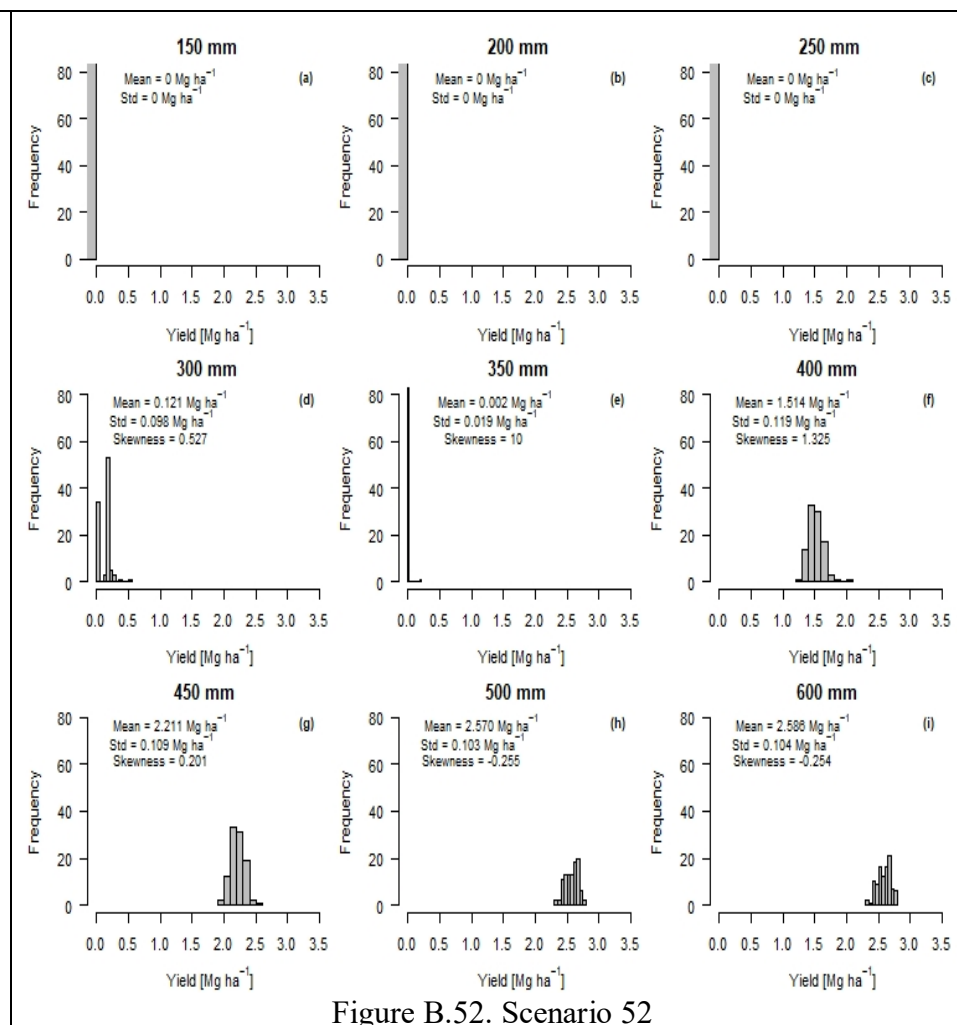 150 mm
200 mm
250 mm
Mean = 0 Mg ha⁻¹
Std = 0 Mg ha⁻¹
(a)
Mean = 0 Mg ha⁻¹
Std = 0 Mg ha⁻¹
(b)
Mean = 0 Mg ha⁻¹
Std = 0 Mg ha⁻¹
(c)
Frequency
80
60
40
20
0
Frequency
80
60
40
20
0
Frequency
80
60
40
20
0
0.0 0.5 1.0 1.5 2.0 2.5 3.0 3.5
0.0 0.5 1.0 1.5 2.0 2.5 3.0 3.5
0.0 0.5 1.0 1.5 2.0 2.5 3.0 3.5
Yield [Mg ha⁻¹]
Yield [Mg ha⁻¹]
Yield [Mg ha⁻¹]
300 mm
350 mm
400 mm
Mean = 0.121 Mg ha⁻¹
Std = 0.098 Mg ha⁻¹
Skewness = 0.527
(d)
Mean = 0.002 Mg ha⁻¹
Std = 0.019 Mg ha⁻¹
Skewness = 10
(e)
Mean = 1.514 Mg ha⁻¹
Std = 0.119 Mg ha⁻¹
Skewness = 1.325
(f)
Frequency
80
60
40
20
0
Frequency
80
60
40
20
0
Frequency
80
60
40
20
0
0.0 0.5 1.0 1.5 2.0 2.5 3.0 3.5
0.0 0.5 1.0 1.5 2.0 2.5 3.0 3.5
0.0 0.5 1.0 1.5 2.0 2.5 3.0 3.5
Yield [Mg ha⁻¹]
Yield [Mg ha⁻¹]
Yield [Mg ha⁻¹]
450 mm
500 mm
600 mm
Mean = 2.211 Mg ha⁻¹
Std = 0.109 Mg ha⁻¹
Skewness = 0.201
(g)
Mean = 2.570 Mg ha⁻¹
Std = 0.103 Mg ha⁻¹
Skewness = -0.255
(h)
Mean = 2.586 Mg ha⁻¹
Std = 0.104 Mg ha⁻¹
Skewness = -0.254
(i)
Frequency
80
60
40
20
0
Frequency
80
60
40
20
0
Frequency
80
60
40
20
0
0.0 0.5 1.0 1.5 2.0 2.5 3.0 3.5
0.0 0.5 1.0 1.5 2.0 2.5 3.0 3.5
0.0 0.5 1.0 1.5 2.0 2.5 3.0 3.5
Yield [Mg ha⁻¹]
Yield [Mg ha⁻¹]
Yield [Mg ha⁻¹]
Figure B.52. Scenario 52